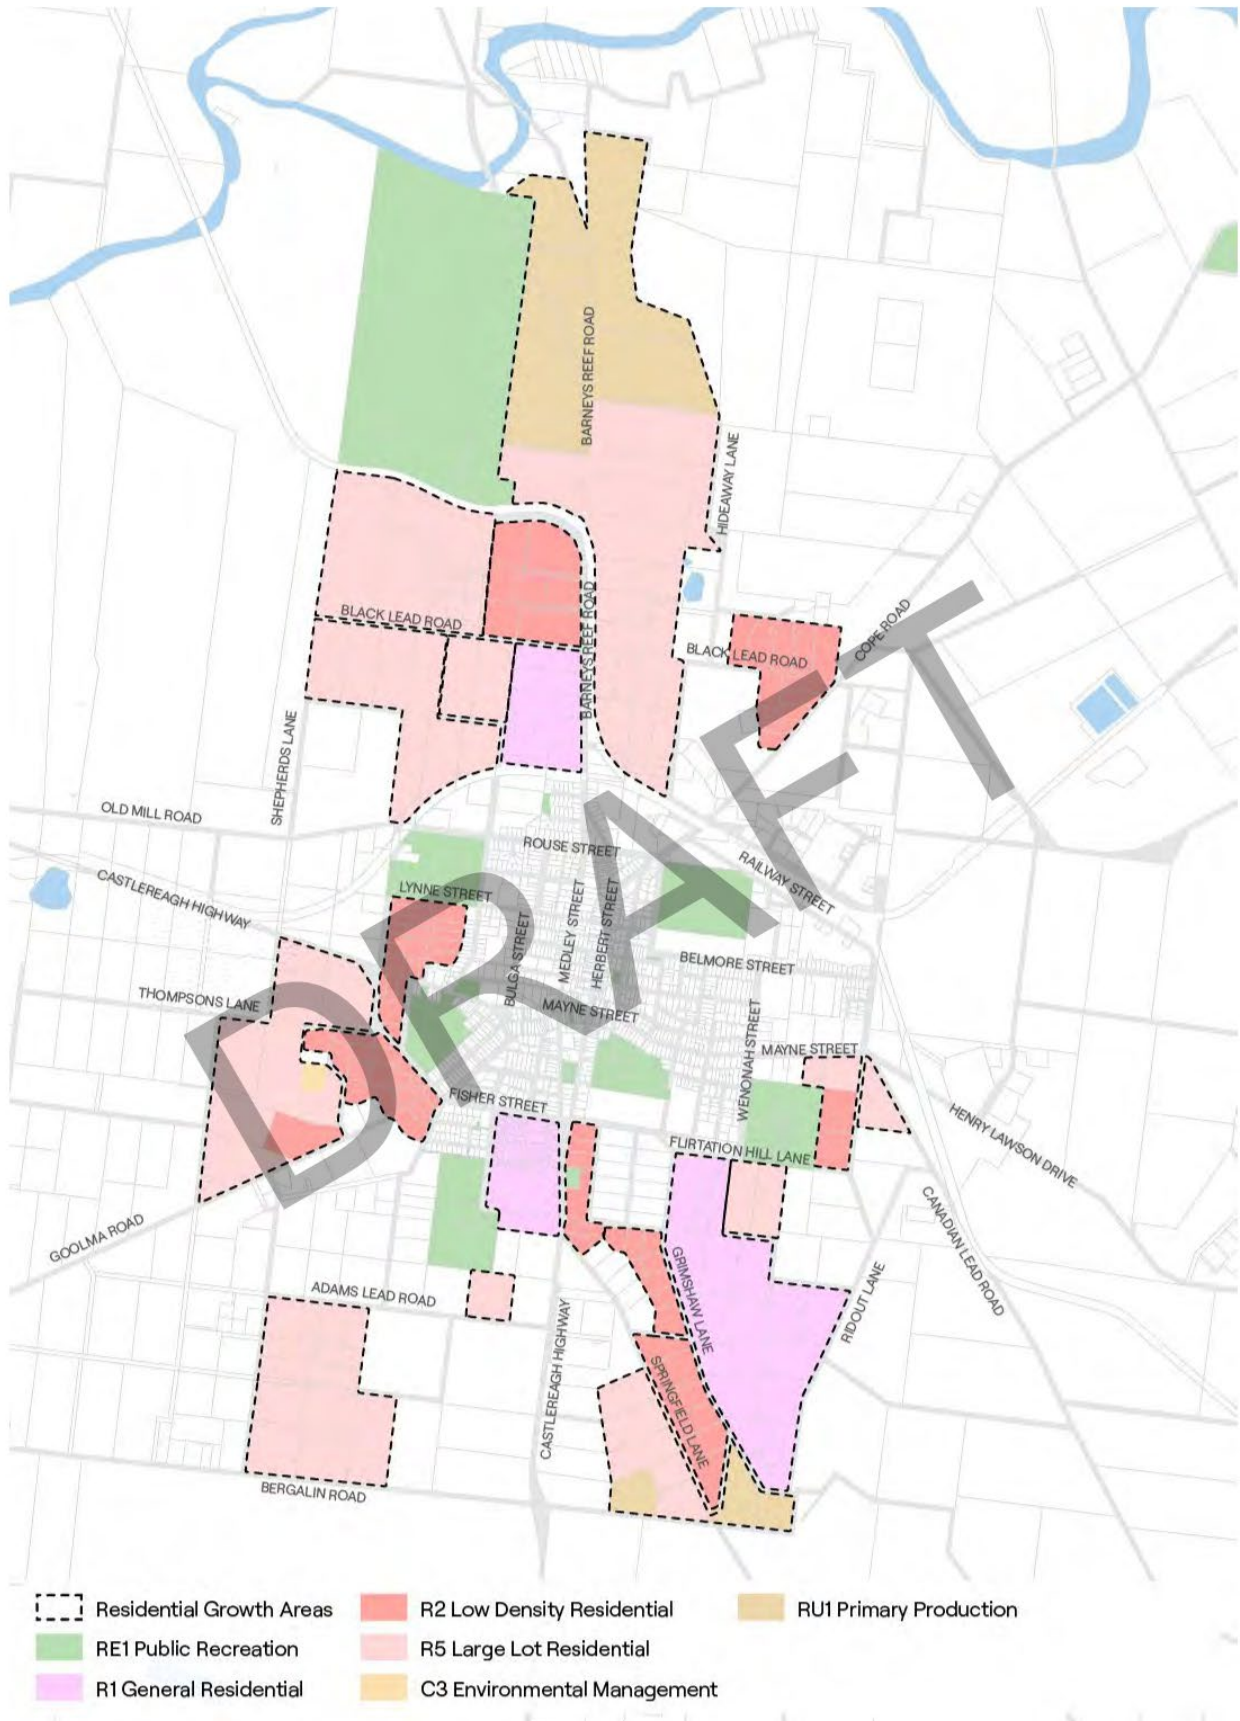 BARNEYS REEF ROAD
HIDEAWAY LANE
BLACK LEAD ROAD
BARNEYS REEF ROAD
BLACK LEAD ROAD
COPE ROAD
SHEPHERDS LANE
OLD MILL ROAD
ROUSE STREET
RAILWAY STREET
CASTLEREAGH HIGHWAY
LYNNE STREET
BULGA STREET
MEDLEY STREET
HERBERT STREET
BELMORE STREET
THOMPSONS LANE
MAYNE STREET
WENONAH STREET
MAYNE STREET
FISHER STREET
HENRY LAWSON DRIVE
FLIRTATION HILL LANE
GOOLMA ROAD
CANADIAN LEAD ROAD
ADAMS LEAD ROAD
GRIMSHAW LANE
RIDOUT LANE
CASTLEREAGH HIGHWAY
SPRINGFIELD LANE
BERGALIN ROAD
DRAFT
Residential Growth Areas
R2 Low Density Residential
RU1 Primary Production
RE1 Public Recreation
R5 Large Lot Residential
R1 General Residential
C3 Environmental Management